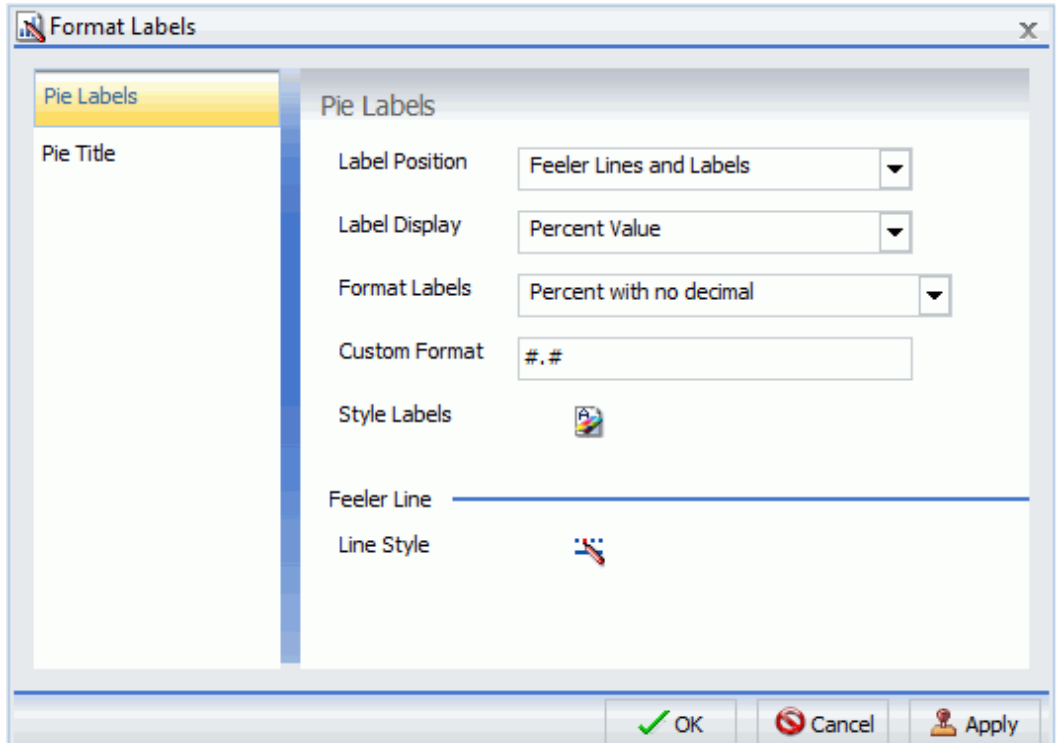 Format Labels
x
Pie Labels
Pie Title
Pie Labels
Label Position Feeler Lines and Labels
Label Display Percent Value
Format Labels Percent with no decimal
Custom Format #.#
Style Labels
Feeler Line
Line Style
OK Cancel Apply